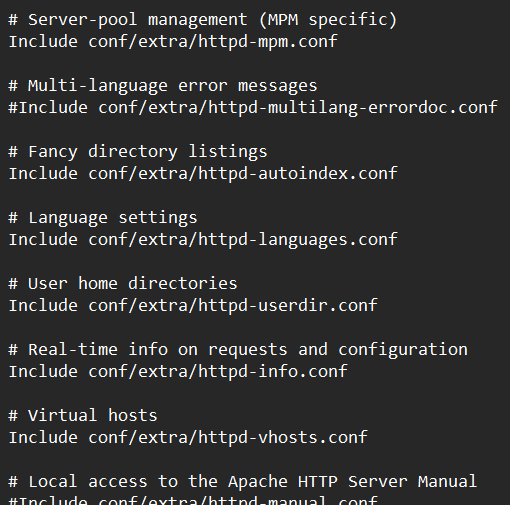 # Server-pool management (MPM specific)
Include conf/extra/httpd-mpm.conf
# Multi-language error messages
#Include conf/extra/httpd-multilang-errordoc.conf
# Fancy directory listings
Include conf/extra/httpd-autoindex.conf
# Language settings
Include conf/extra/httpd-languages.conf
# User home directories
Include conf/extra/httpd-userdir.conf
# Real-time info on requests and configuration
Include conf/extra/httpd-info.conf
# Virtual hosts
Include conf/extra/httpd-vhosts.conf
# Local access to the Apache HTTP Server Manual
#Include conf/extra/httpd-manual.conf